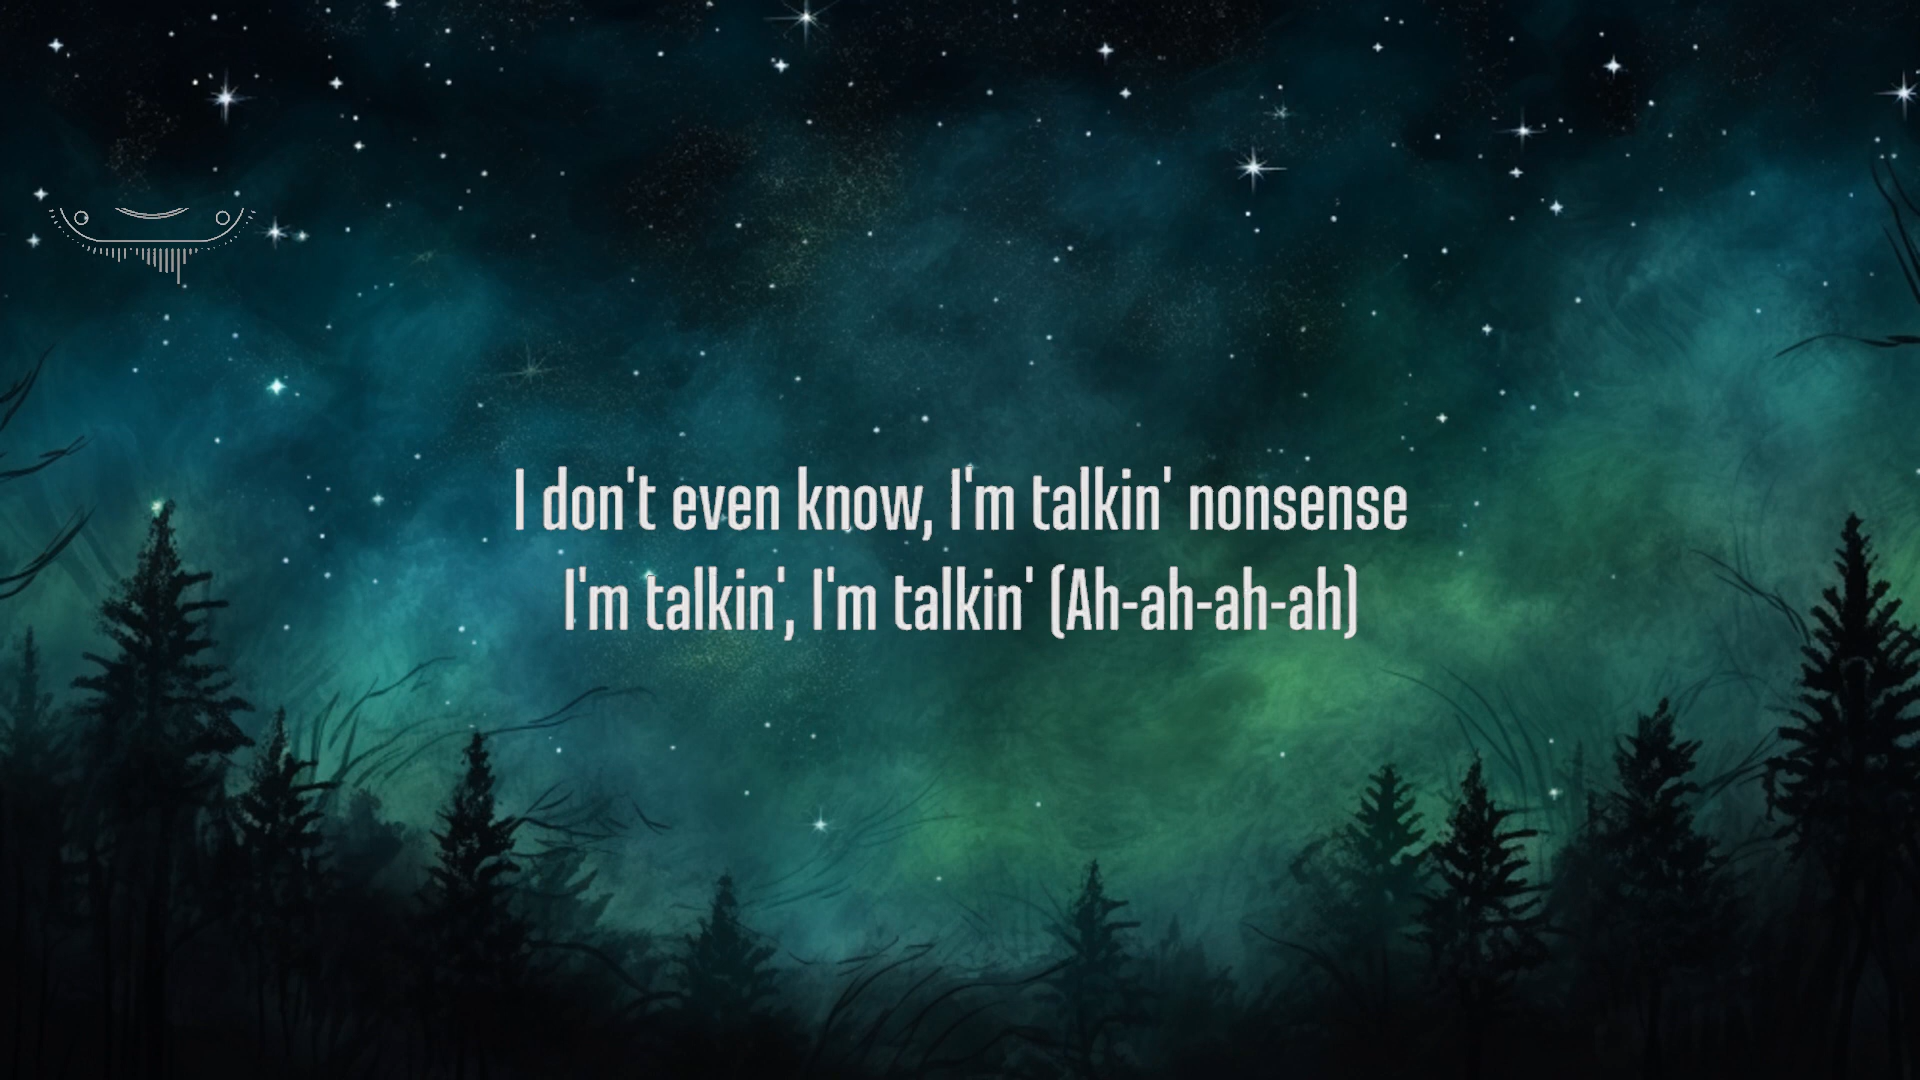 I don't even know, I'm talkin' nonsense
I'm talkin', I'm talkin' (Ah-ah-ah-ah)